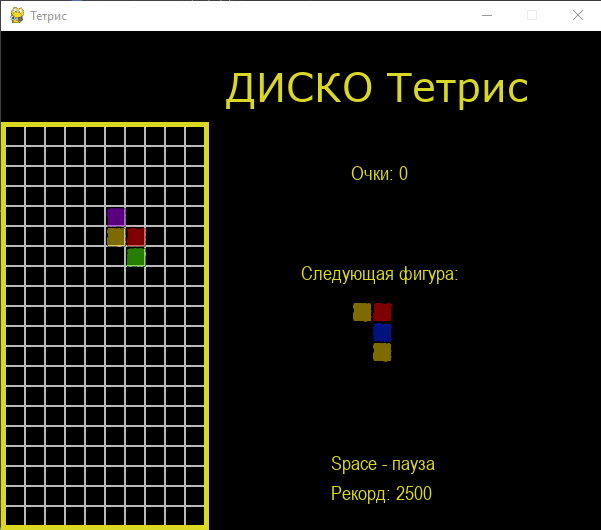 Тетрис
ДИСКО Тетрис
Очки: 0
Следующая фигура:
Space - пауза
Рекорд: 2500